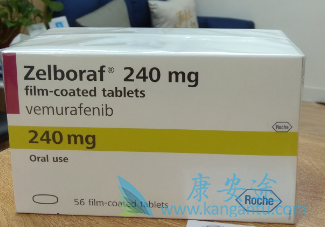 Zelboraf® 240 mg
film-coated tablets
vemurafenib
Roche
240 mg
Oral use
康安途
56 film-coated tablets
Roche
www.kangantu.com